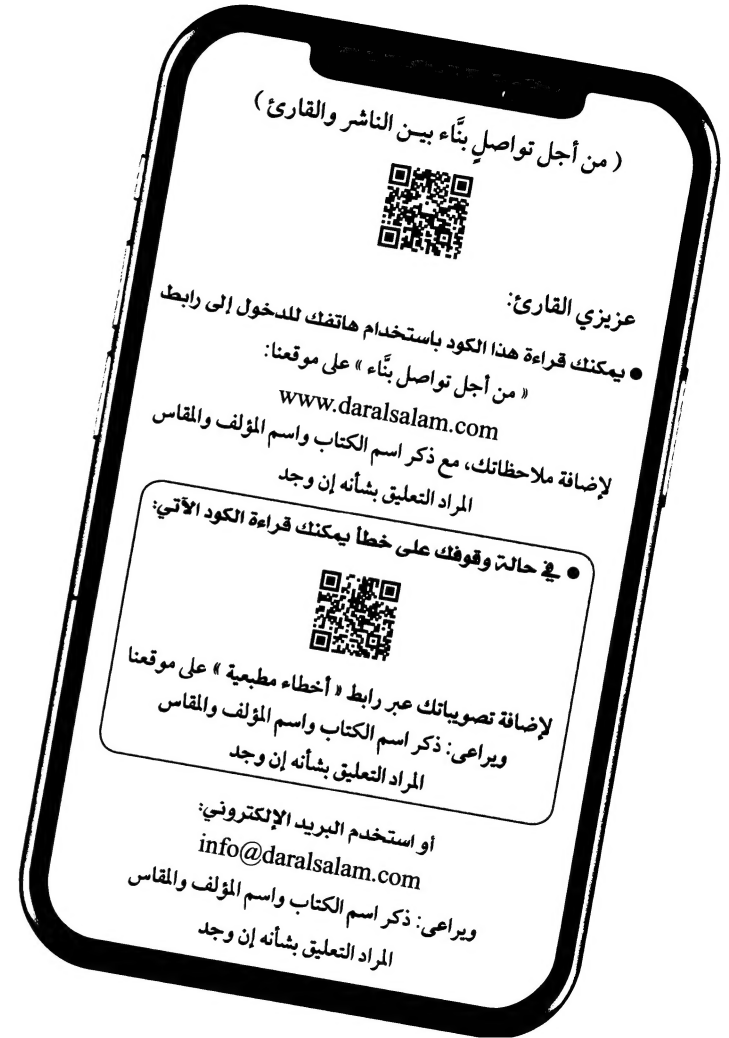 ( من أجل تواصلٍ بنَّاء بيـن الناشر والقارئ )
عزيزي القارئ:
● يمكنك قراءة هذا الكود باستخدام هاتفك للدخول إلى رابط
« من أجل تواصل بنَّاء » على موقعنا:
www.daralsalam.com
لإضافة ملاحظاتك، مع ذكر اسم الكتاب واسم المؤلف والمقاس
المراد التعليق بشأنه إن وجد
● في حالة وقوفك على خطأ يمكنك قراءة الكود الآتي:
لإضافة تصويباتك عبر رابط « أخطاء مطبعية » على موقعنا
ويراعى: ذكر اسم الكتاب واسم المؤلف والمقاس
المراد التعليق بشأنه إن وجد
أو استخدم البريد الإلكتروني:
info@daralsalam.com
ويراعى: ذكر اسم الكتاب واسم المؤلف والمقاس
المراد التعليق بشأنه إن وجد